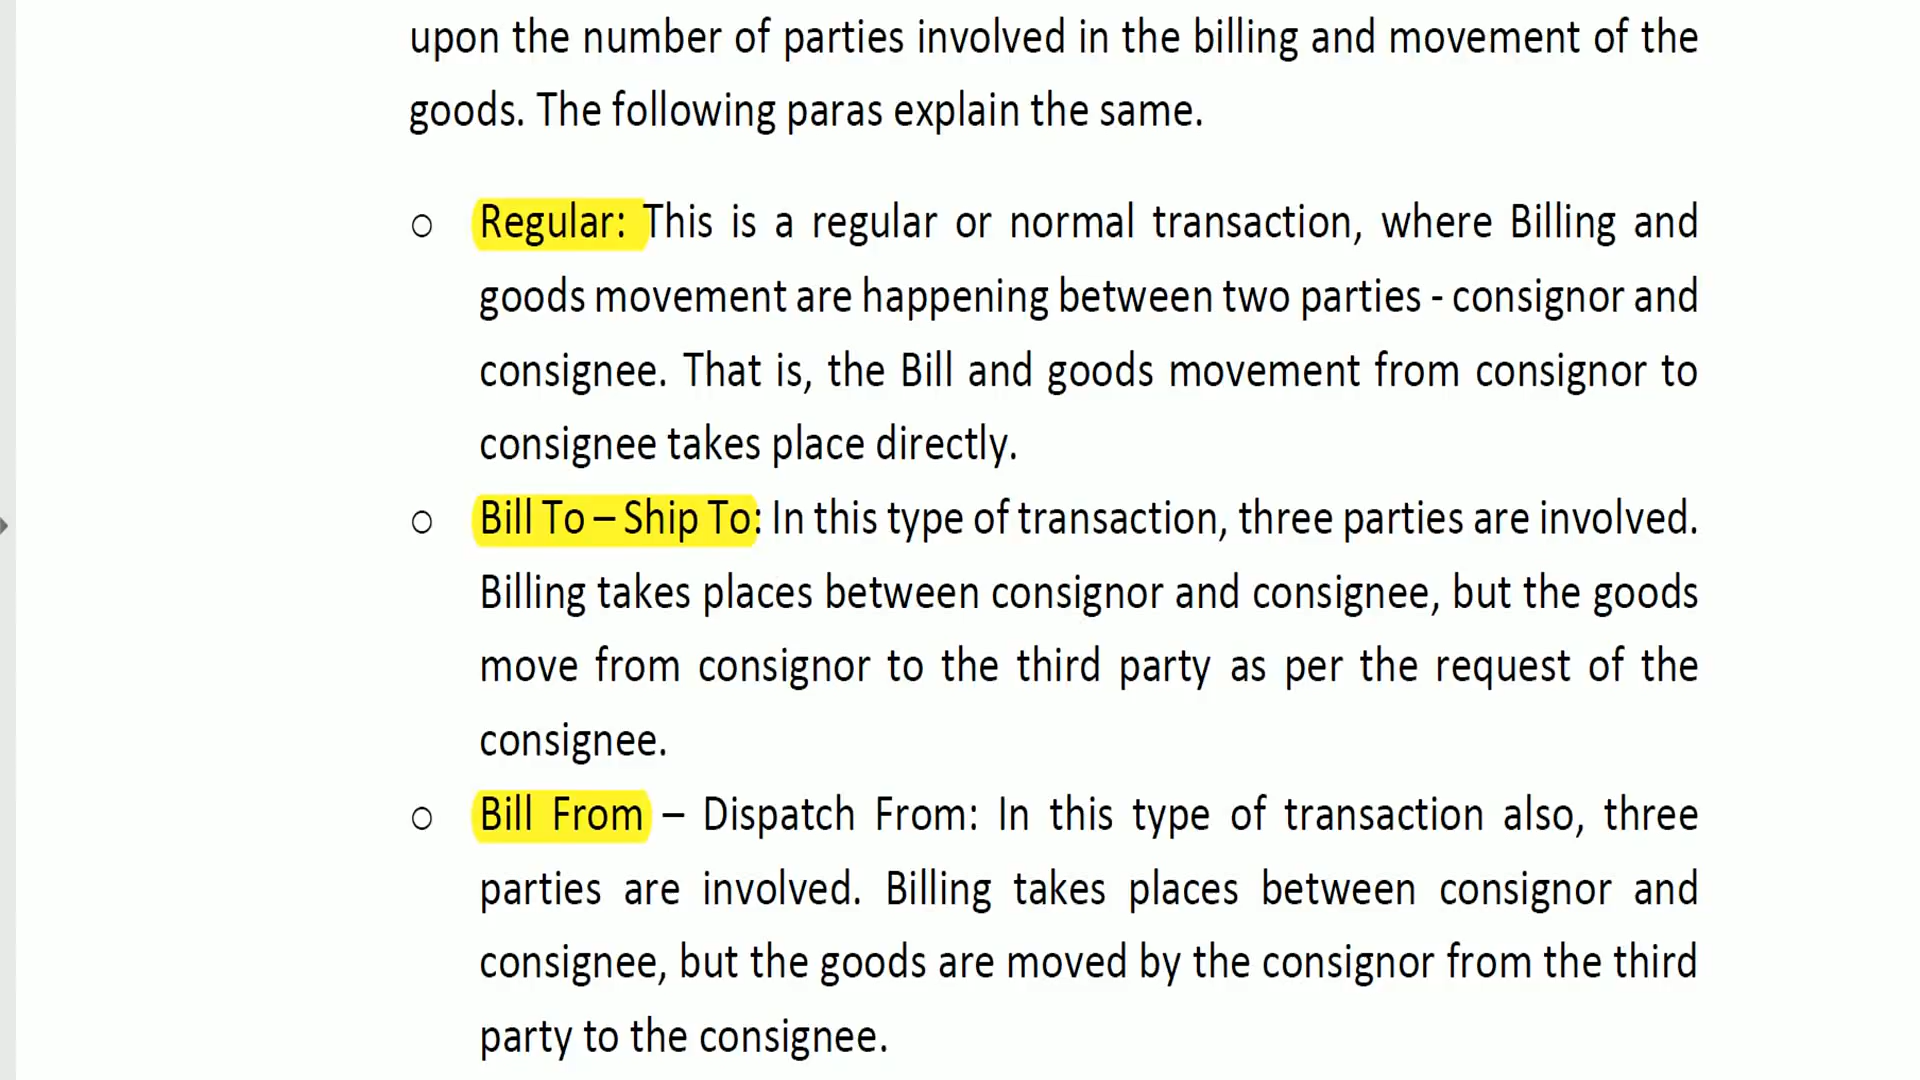 upon the number of parties involved in the billing and movement of the
goods. The following paras explain the same.
○ Regular: This is a regular or normal transaction, where Billing and
goods movement are happening between two parties - consignor and
consignee. That is, the Bill and goods movement from consignor to
consignee takes place directly.
○ Bill To – Ship To: In this type of transaction, three parties are involved.
Billing takes places between consignor and consignee, but the goods
move from consignor to the third party as per the request of the
consignee.
○ Bill From – Dispatch From: In this type of transaction also, three
parties are involved. Billing takes places between consignor and
consignee, but the goods are moved by the consignor from the third
party to the consignee.